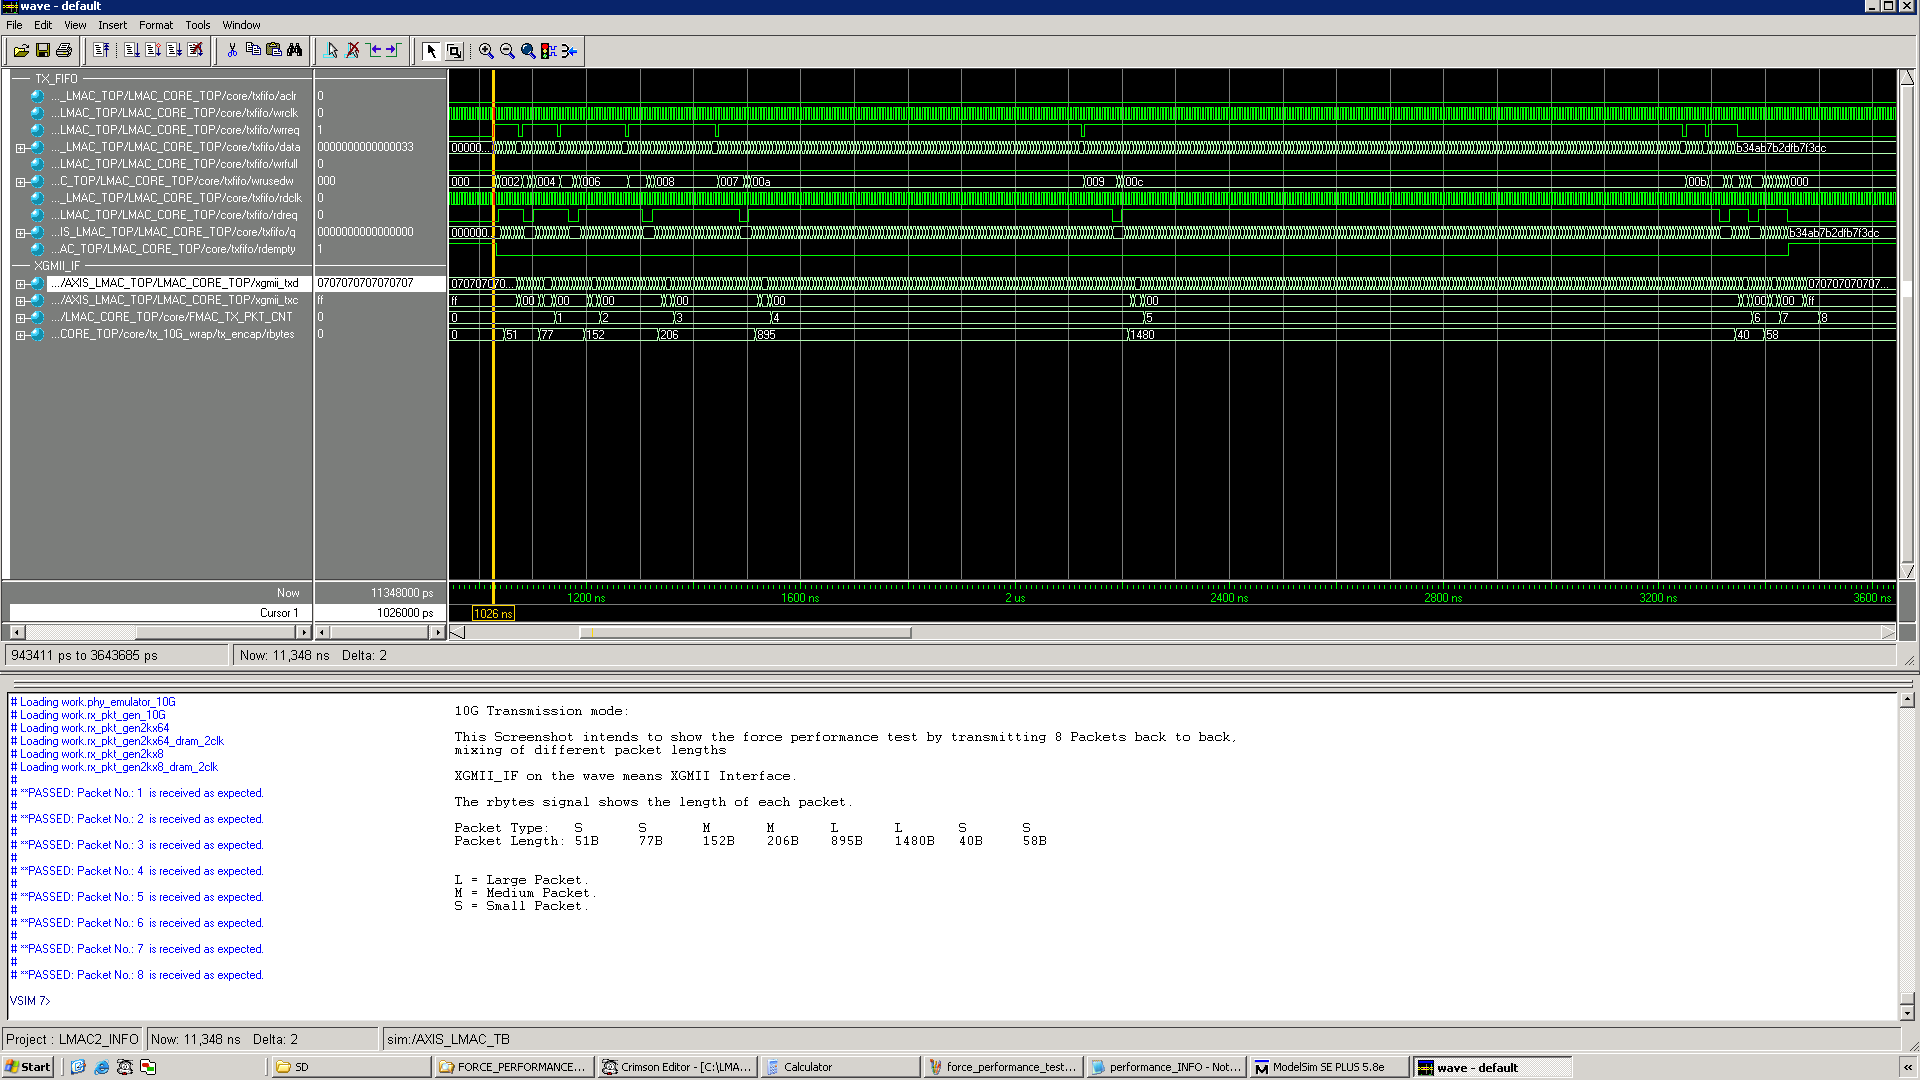 wave - default
File Edit View Insert Format Tools Window
TX_FIFO
..._LMAC_TOP/LMAC_CORE_TOP/core/txfifo/aclr 0
...LMAC_TOP/LMAC_CORE_TOP/core/txfifo/wrclk 0
...LMAC_TOP/LMAC_CORE_TOP/core/txfifo/wrreq 1
..._LMAC_TOP/LMAC_CORE_TOP/core/txfifo/data 0000000000000033 00000... b34ab7b2dfb7f3dc
...LMAC_TOP/LMAC_CORE_TOP/core/txfifo/wrfull 0
...C_TOP/LMAC_CORE_TOP/core/txfifo/wrusedw 000 000 002 004 006 008 007 00a 009 00c 00b 000
..._LMAC_TOP/LMAC_CORE_TOP/core/txfifo/rdclk 0
...LMAC_TOP/LMAC_CORE_TOP/core/txfifo/rdreq 0
...IS_LMAC_TOP/LMAC_CORE_TOP/core/txfifo/q 0000000000000000 000000... b34ab7b2dfb7f3dc
...AC_TOP/LMAC_CORE_TOP/core/txfifo/rdempty 1
XGMII_IF
.../AXIS_LMAC_TOP/LMAC_CORE_TOP/xgmii_txd 0707070707070707 07070707 0... 070707070707...
.../AXIS_LMAC_TOP/LMAC_CORE_TOP/xgmii_txc ff ff 00 00 00 00 00 00 00 00 ff
.../LMAC_CORE_TOP/core/FMAC_TX_PKT_CNT 0 0 1 2 3 4 5 6 7 8
...CORE_TOP/core/tx_10G_wrap/tx_encap/rbytes 0 0 51 77 152 206 895 1480 40 58
Now 11348000 ps 1200 ns 1600 ns 2 us 2400 ns 2800 ns 3200 ns 3600 ns
Cursor 1 1026000 ps 1026 ns
943411 ps to 3643685 ps Now: 11,348 ns Delta: 2
# Loading work.phy_emulator_10G
# Loading work.rx_pkt_gen_10G
# Loading work.rx_pkt_gen2kx64
# Loading work.rx_pkt_gen2kx64_dram_2clk
# Loading work.rx_pkt_gen2kx8
# Loading work.rx_pkt_gen2kx8_dram_2clk
#
# **PASSED: Packet No.: 1 is received as expected.
#
# **PASSED: Packet No.: 2 is received as expected.
#
# **PASSED: Packet No.: 3 is received as expected.
#
# **PASSED: Packet No.: 4 is received as expected.
#
# **PASSED: Packet No.: 5 is received as expected.
#
# **PASSED: Packet No.: 6 is received as expected.
#
# **PASSED: Packet No.: 7 is received as expected.
#
# **PASSED: Packet No.: 8 is received as expected.
VSIM 7>
10G Transmission mode:
This Screenshot intends to show the force performance test by transmitting 8 Packets back to back,
mixing of different packet lengths
XGMII_IF on the wave means XGMII Interface.
The rbytes signal shows the length of each packet.
Packet Type: S S M M L L S S
Packet Length: 51B 77B 152B 206B 895B 1480B 40B 58B
L = Large Packet.
M = Medium Packet.
S = Small Packet.
Project : LMAC2_INFO Now: 11,348 ns Delta: 2 sim:/AXIS_LMAC_TB
Start SD FORCE_PERFORMANCE... Crimson Editor - [C:\LMA... Calculator force_performance_test... performance_INFO - Not... ModelSim SE PLUS 5.8e wave - default